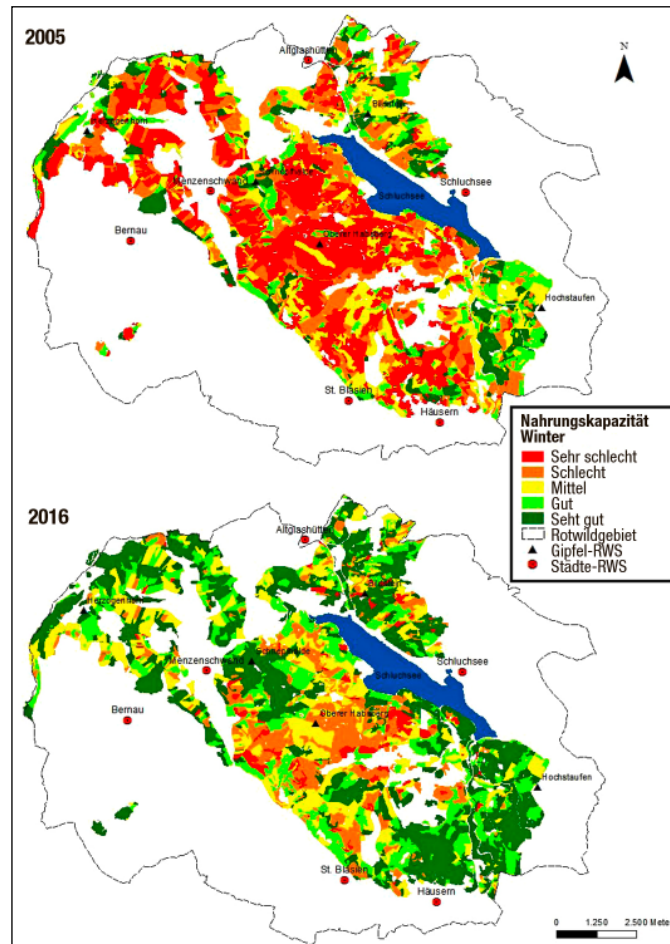 2005
Altglashütten
N
Bärhalde
Menzenschwand
Schluchsee
Schluchsee
Bernau
Oberer Habsberg
Hochstaufen
St. Blasien
Häusern
Nahrungskapazität
Winter
Sehr schlecht
Schlecht
Mittel
Gut
Seht gut
Rotwildgebiet
Gipfel-RWS
Städte-RWS
2016
Altglashütten
Herzogenhorn
Menzenschwand
Schluchsee
Schluchsee
Bernau
Oberer Habsberg
Hochstaufen
St. Blasien
Häusern
0 1.250 2.500 Mete